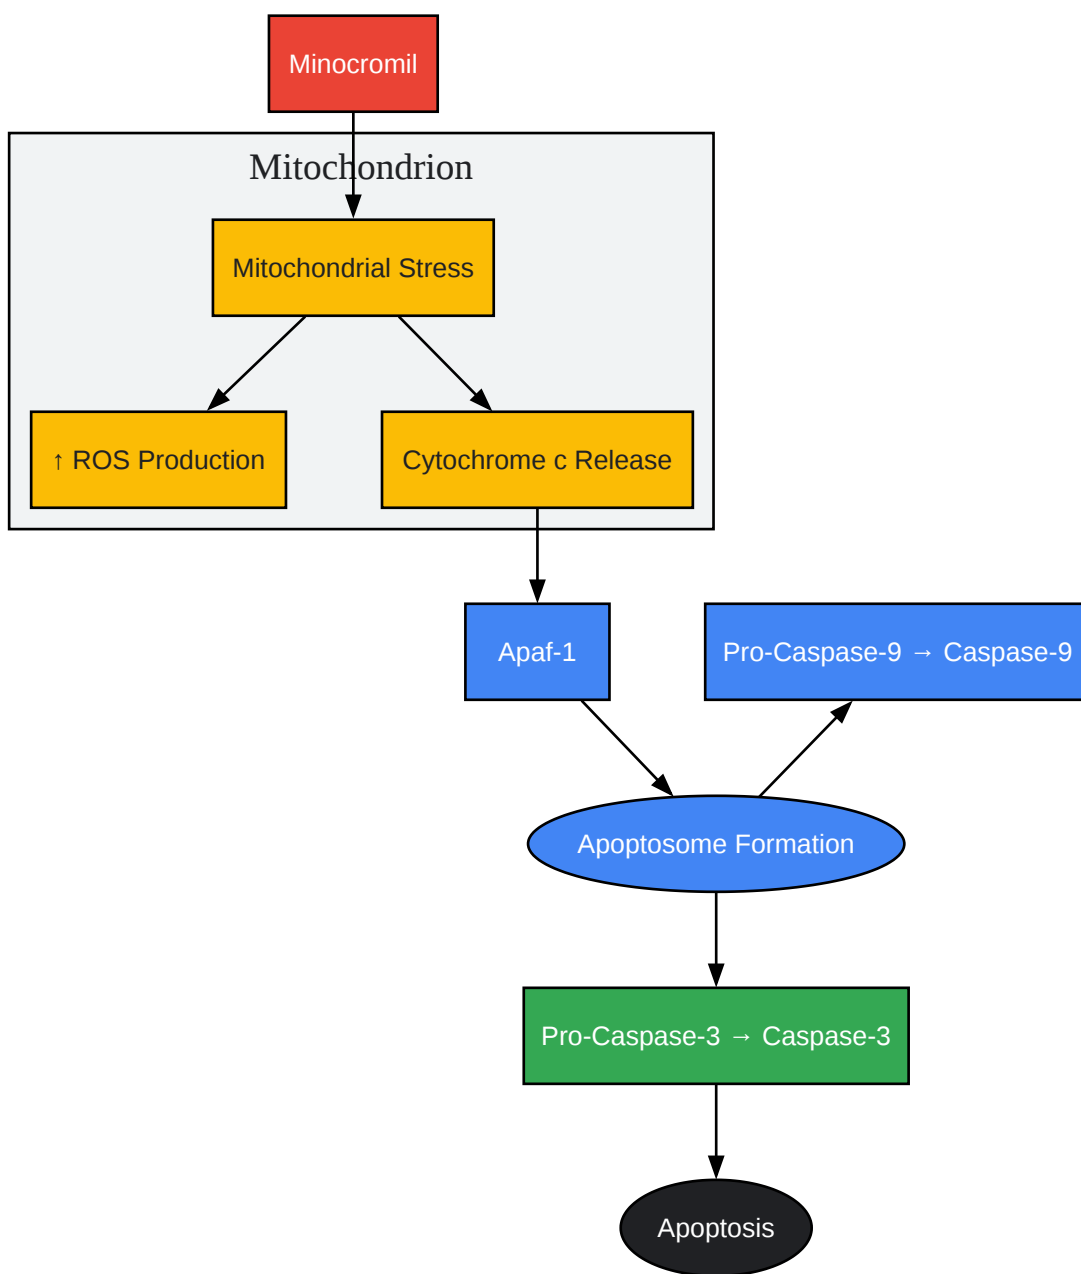 Minocromil
Mitochondrion
Mitochondrial Stress
↑ ROS Production
Cytochrome c Release
Apaf-1
Pro-Caspase-9 → Caspase-9
Apoptosome Formation
Pro-Caspase-3 → Caspase-3
Apoptosis